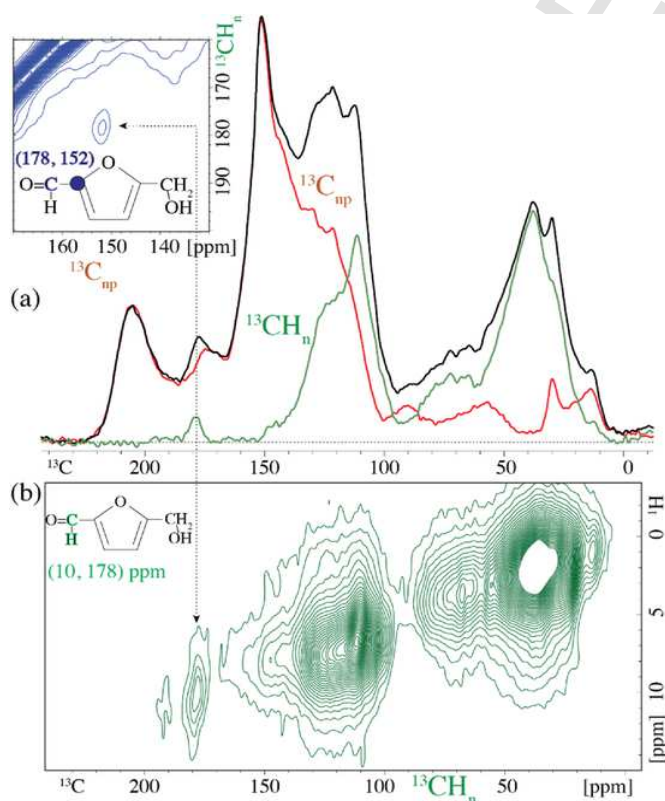 ¹³CHₙ
170
180
190
(178, 152)
O
O=C
H
CH₂
OH
160 150 140 [ppm]
¹³Cnp
¹³Cnp
¹³CHₙ
(a)
¹³C 200 150 100 50 0
(b)
O
O=C
H
CH₂
OH
(10, 178) ppm
¹H
0
5
10
[ppm]
¹³C 200 150 ¹³CHₙ 50 [ppm]